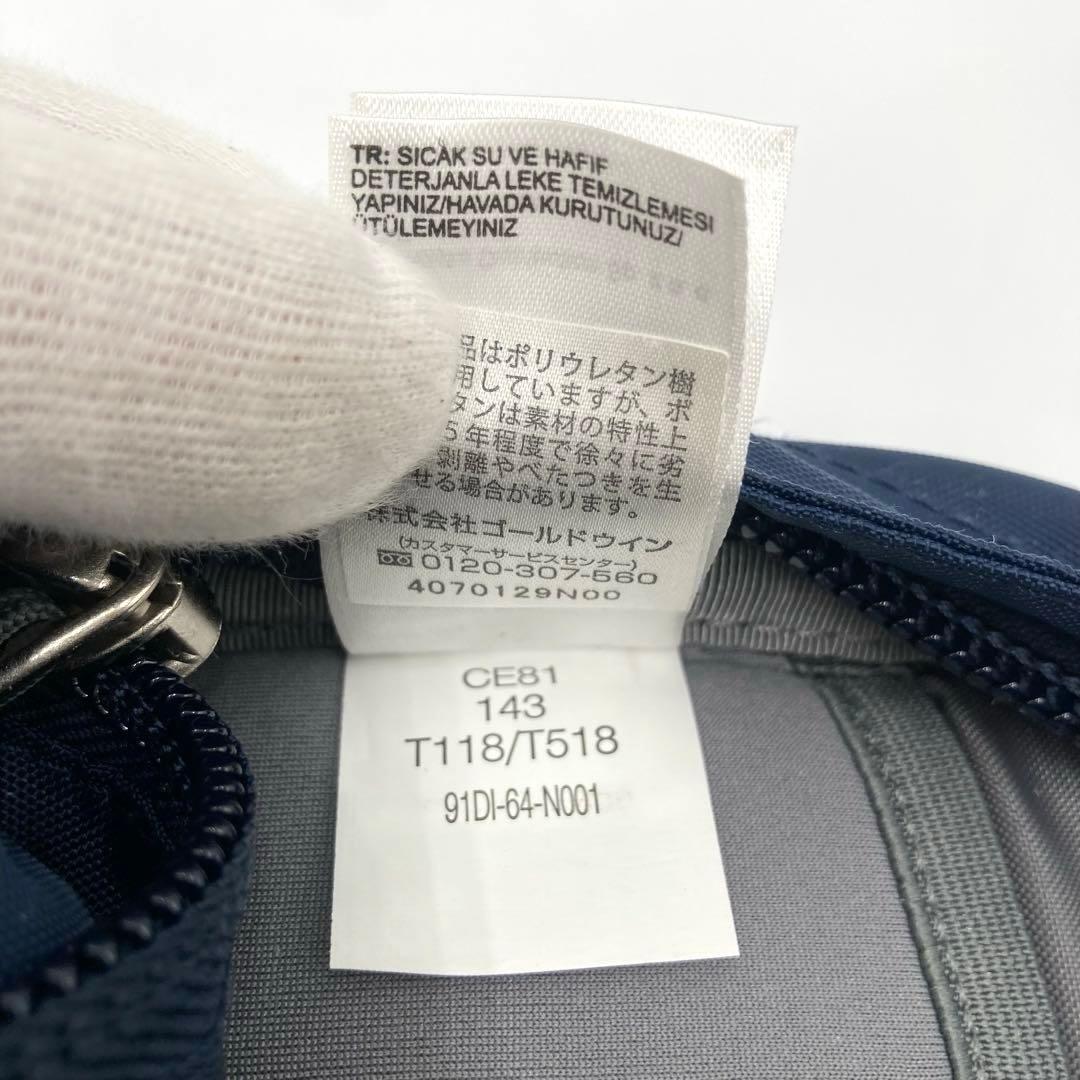 TR: SICAK SU VE HAFIF
DETERJANLA LEKE TEMIZLEMESI
YAPINIZ/HAVADA KURUTUNUZ/
ÜTÜLEMEYINIZ
品はポリウレタン樹
用していますが、ポ
タンは素材の特性上
5年程度で徐々に劣
剥離やべたつきを生
せる場合があります。
株式会社ゴールドウイン
(カスタマーサービスセンター)
0120-307-560
4070129N00
CE81
143
T118/T518
91DI-64-N001